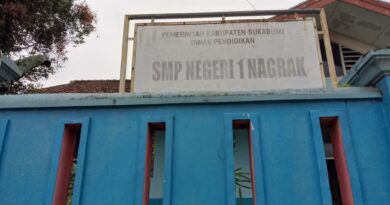 PEMERINTAH KABUPATEN SUKABUMI
DINAS PENDIDIKAN
SMP NEGERI 1 NAGRAK